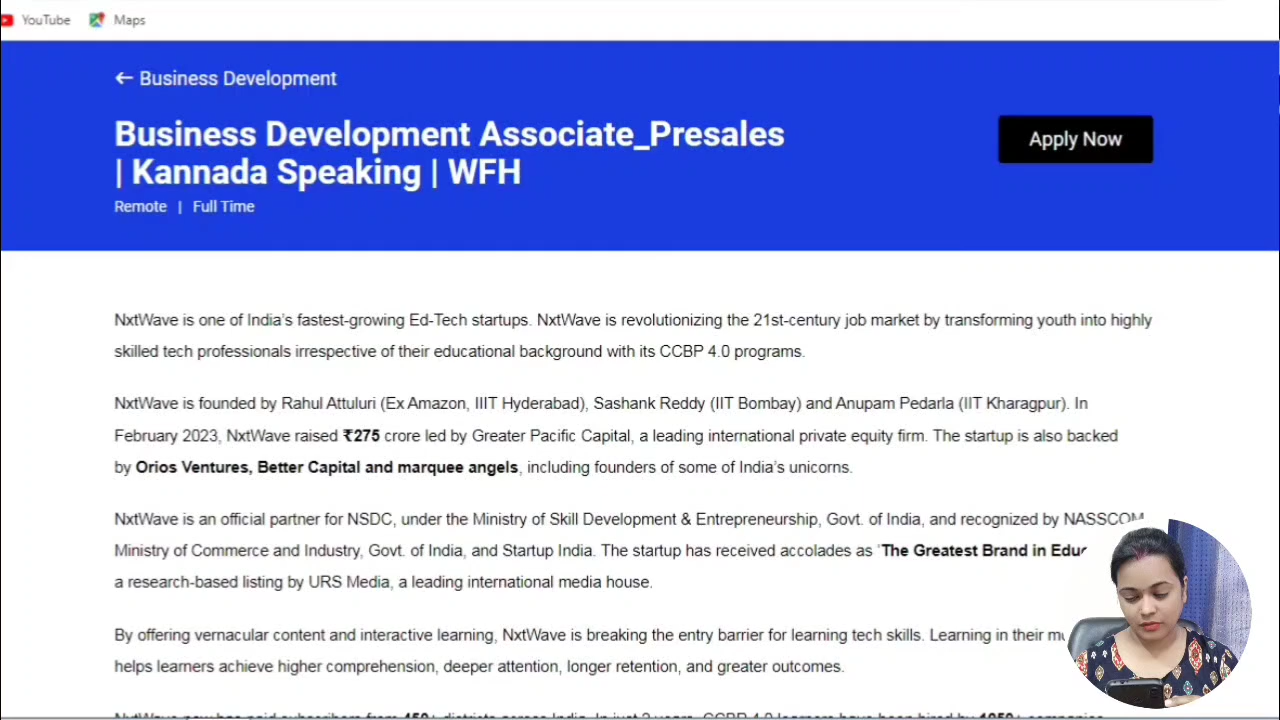 YouTube Maps
← Business Development
Business Development Associate_Presales
| Kannada Speaking | WFH
Apply Now
Remote | Full Time
NxtWave is one of India’s fastest-growing Ed-Tech startups. NxtWave is revolutionizing the 21st-century job market by transforming youth into highly
skilled tech professionals irrespective of their educational background with its CCBP 4.0 programs.
NxtWave is founded by Rahul Attuluri (Ex Amazon, IIIT Hyderabad), Sashank Reddy (IIT Bombay) and Anupam Pedarla (IIT Kharagpur). In
February 2023, NxtWave raised ₹275 crore led by Greater Pacific Capital, a leading international private equity firm. The startup is also backed
by Orios Ventures, Better Capital and marquee angels, including founders of some of India’s unicorns.
NxtWave is an official partner for NSDC, under the Ministry of Skill Development & Entrepreneurship, Govt. of India, and recognized by NASSCOM,
Ministry of Commerce and Industry, Govt. of India, and Startup India. The startup has received accolades as ‘The Greatest Brand in
a research-based listing by URS Media, a leading international media house.
By offering vernacular content and interactive learning, NxtWave is breaking the entry barrier for learning tech skills. Learning in their
helps learners achieve higher comprehension, deeper attention, longer retention, and greater outcomes.